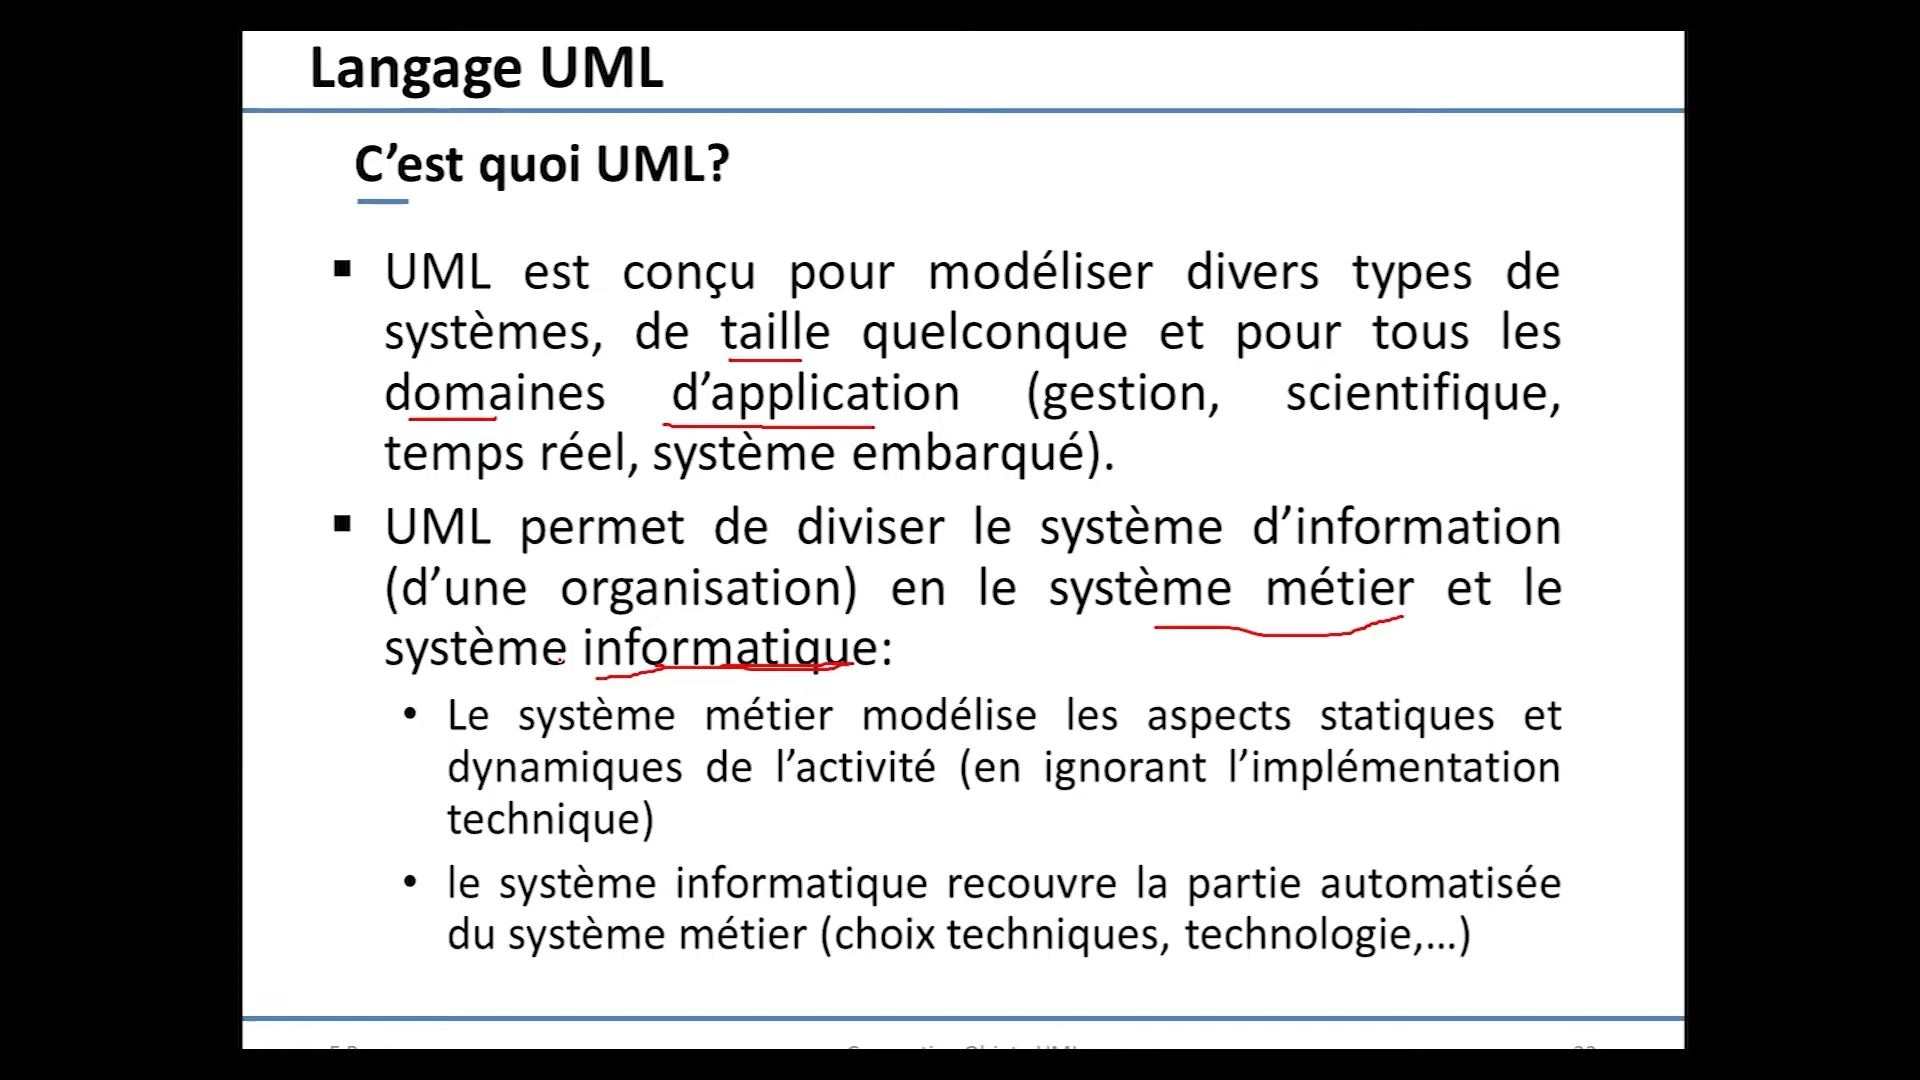 Langage UML
C’est quoi UML?
▪ UML est conçu pour modéliser divers types de
systèmes, de taille quelconque et pour tous les
domaines d’application (gestion, scientifique,
temps réel, système embarqué).
▪ UML permet de diviser le système d’information
(d’une organisation) en le système métier et le
système informatique:
• Le système métier modélise les aspects statiques et
dynamiques de l’activité (en ignorant l’implémentation
technique)
• le système informatique recouvre la partie automatisée
du système métier (choix techniques, technologie,…)